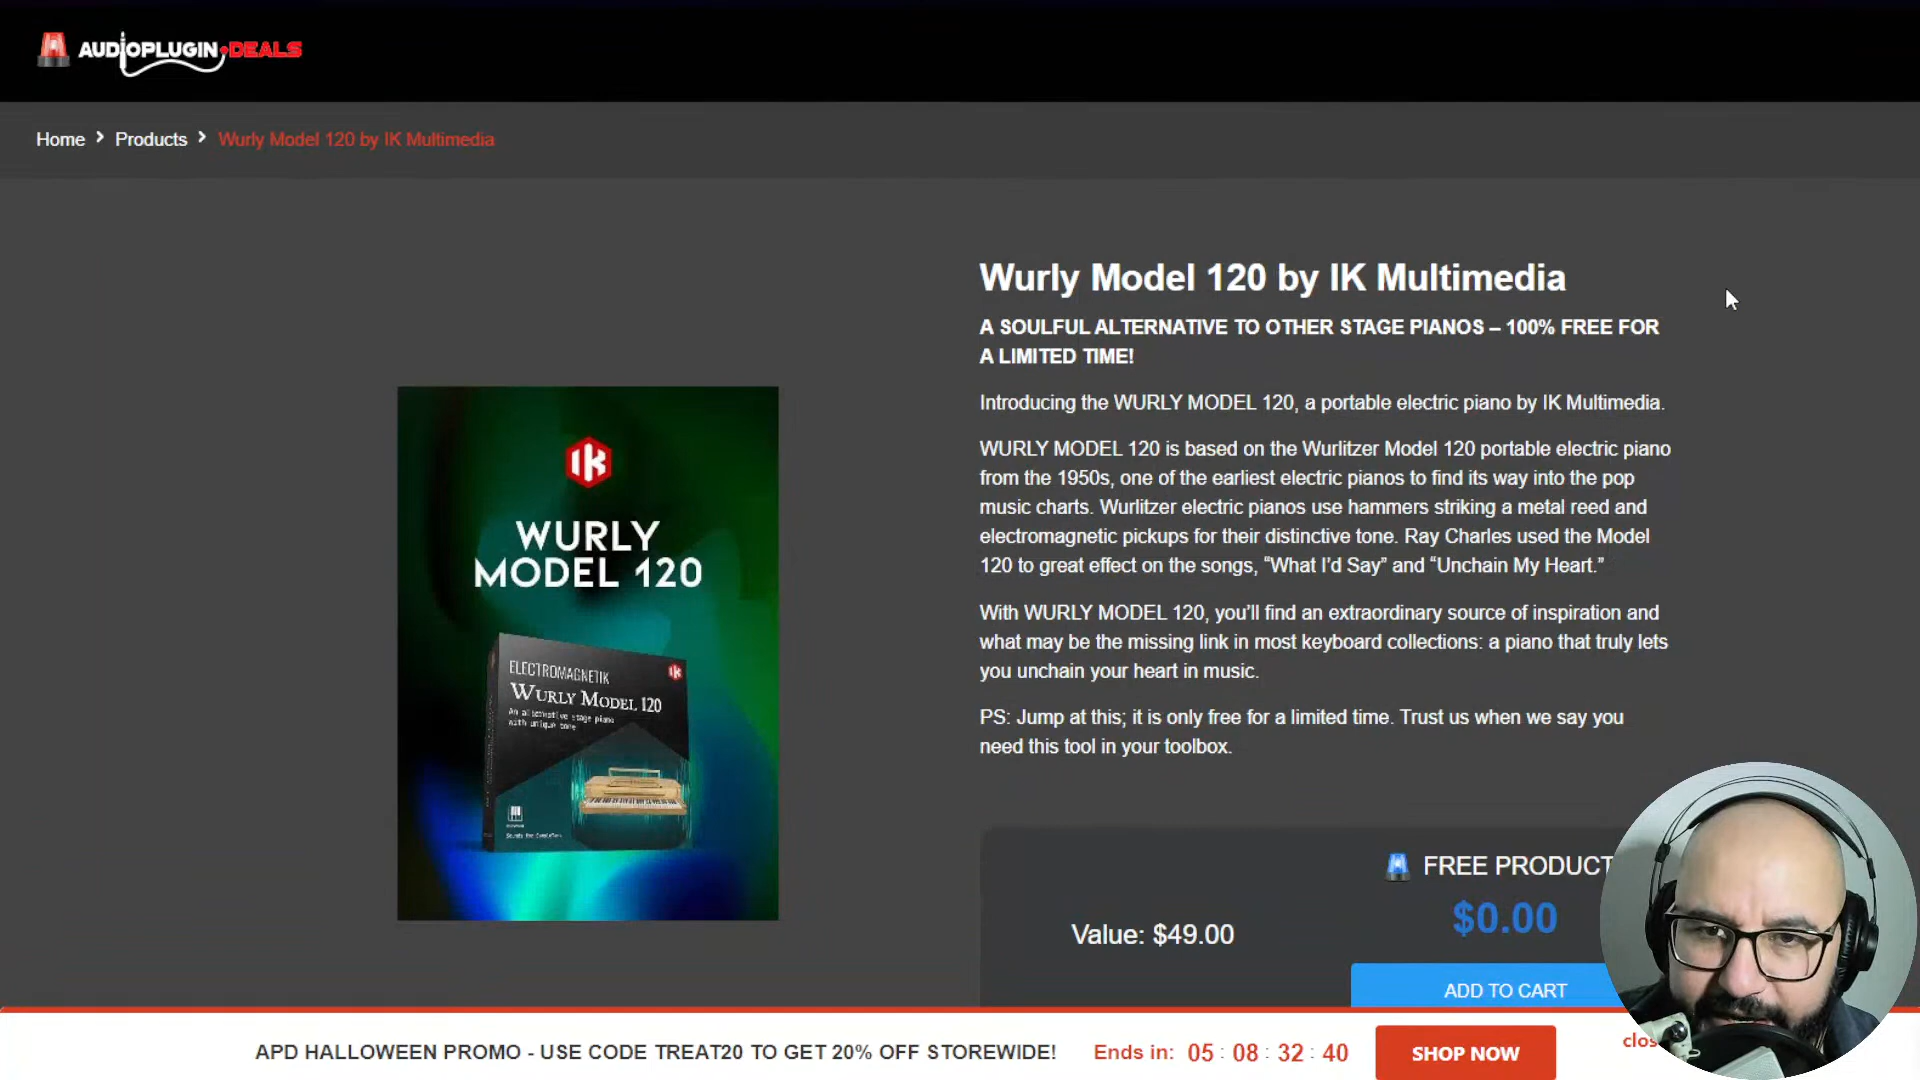 AUDIOPLUGIN.DEALS
Home > Products > Wurly Model 120 by IK Multimedia
Wurly Model 120 by IK Multimedia
A SOULFUL ALTERNATIVE TO OTHER STAGE PIANOS – 100% FREE FOR
A LIMITED TIME!
Introducing the WURLY MODEL 120, a portable electric piano by IK Multimedia.
WURLY MODEL 120 is based on the Wurlitzer Model 120 portable electric piano
from the 1950s, one of the earliest electric pianos to find its way into the pop
music charts. Wurlitzer electric pianos use hammers striking a metal reed and
electromagnetic pickups for their distinctive tone. Ray Charles used the Model
120 to great effect on the songs, “What I’d Say” and “Unchain My Heart.”
With WURLY MODEL 120, you’ll find an extraordinary source of inspiration and
what may be the missing link in most keyboard collections: a piano that truly lets
you unchain your heart in music.
PS: Jump at this; it is only free for a limited time. Trust us when we say you
need this tool in your toolbox.
IK
WURLY
MODEL 120
ELECTROMAGNETIK
WURLY MODEL 120
An alternative stage piano
with unique tone
FREE PRODUCT
$0.00
Value: $49.00
ADD TO CART
APD HALLOWEEN PROMO - USE CODE TREAT20 TO GET 20% OFF STOREWIDE!
Ends in: 05 : 08 : 32 : 40
SHOP NOW
clos